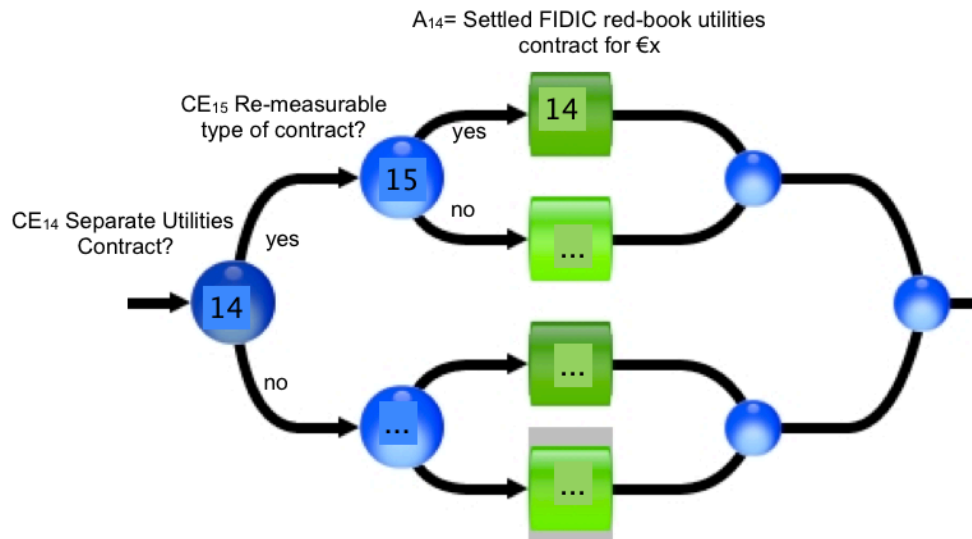 A₁₄= Settled FIDIC red-book utilities
contract for €x
CE₁₅ Re-measurable
type of contract?
yes
14
15
no
...
CE₁₄ Separate Utilities
Contract?
yes
14
no
...
...
...